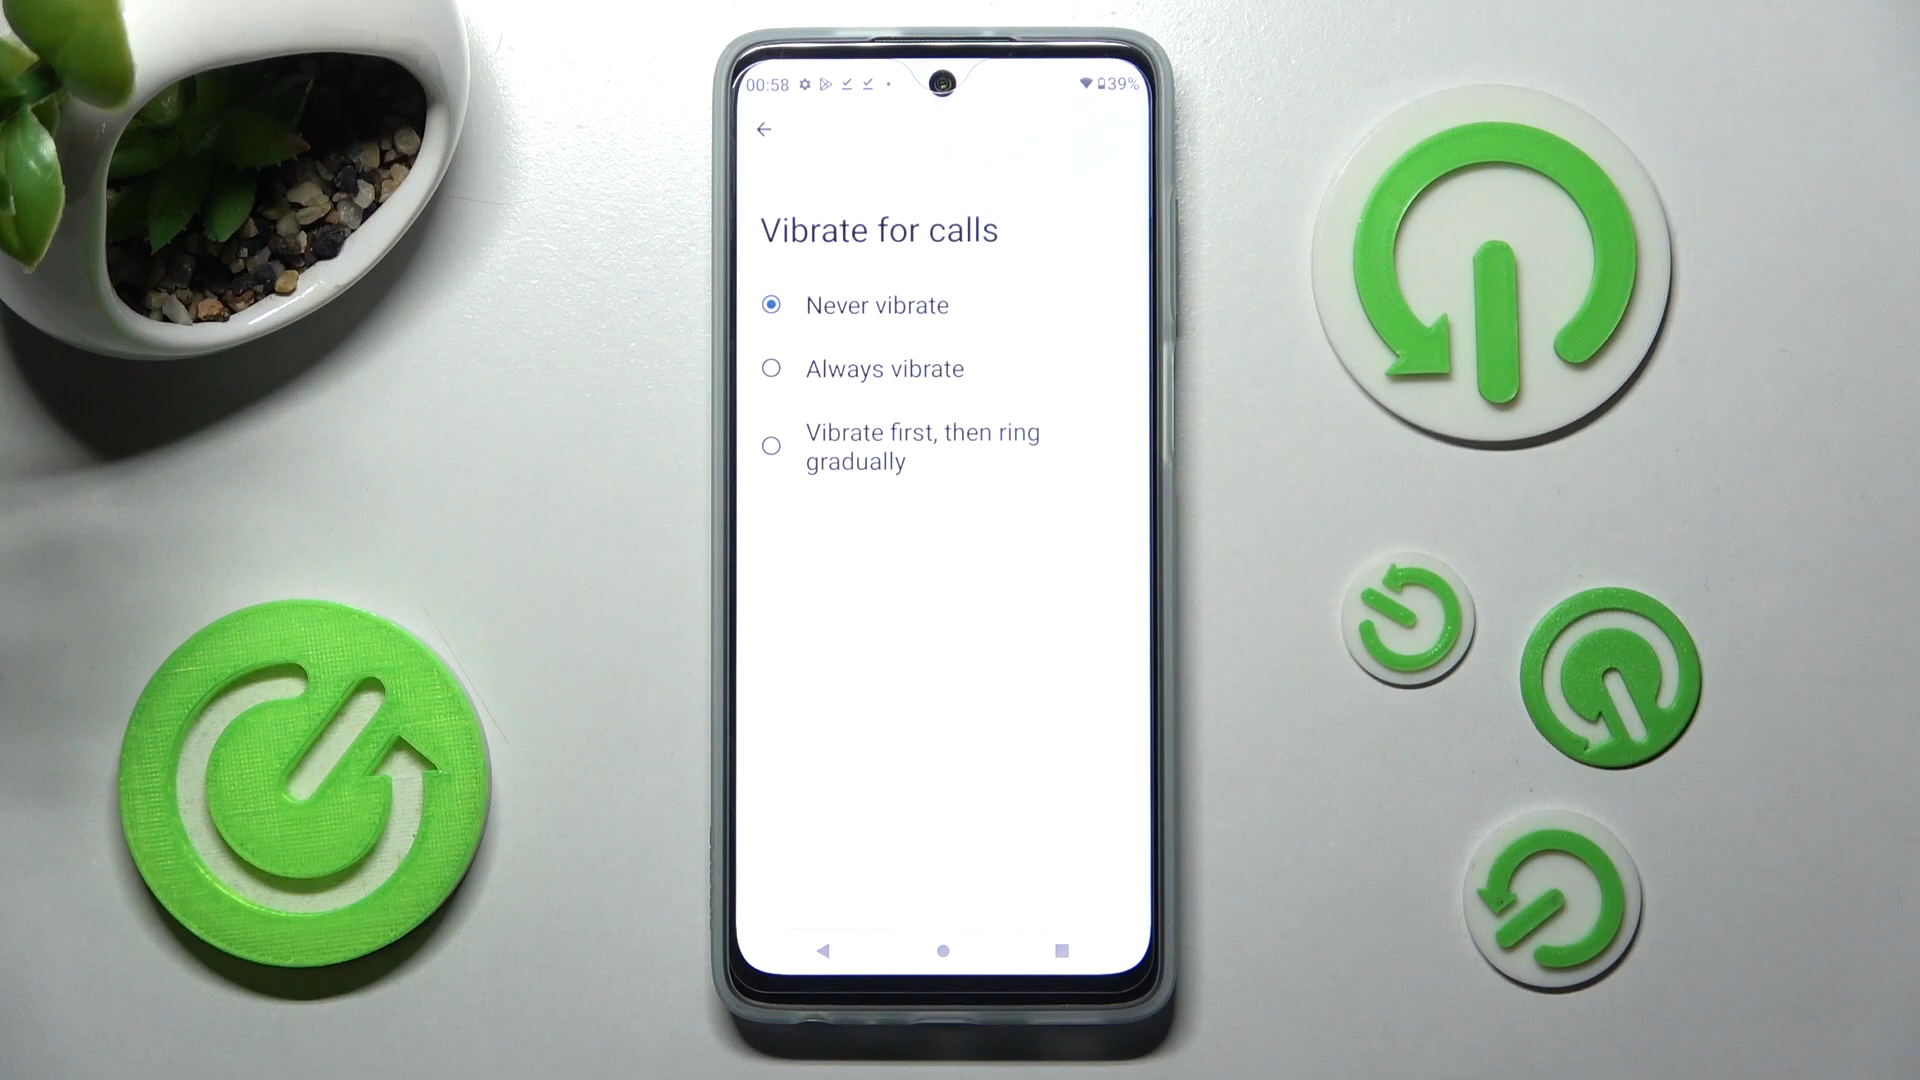 00:58
39%
Vibrate for calls
Never vibrate
Always vibrate
Vibrate first, then ring
gradually